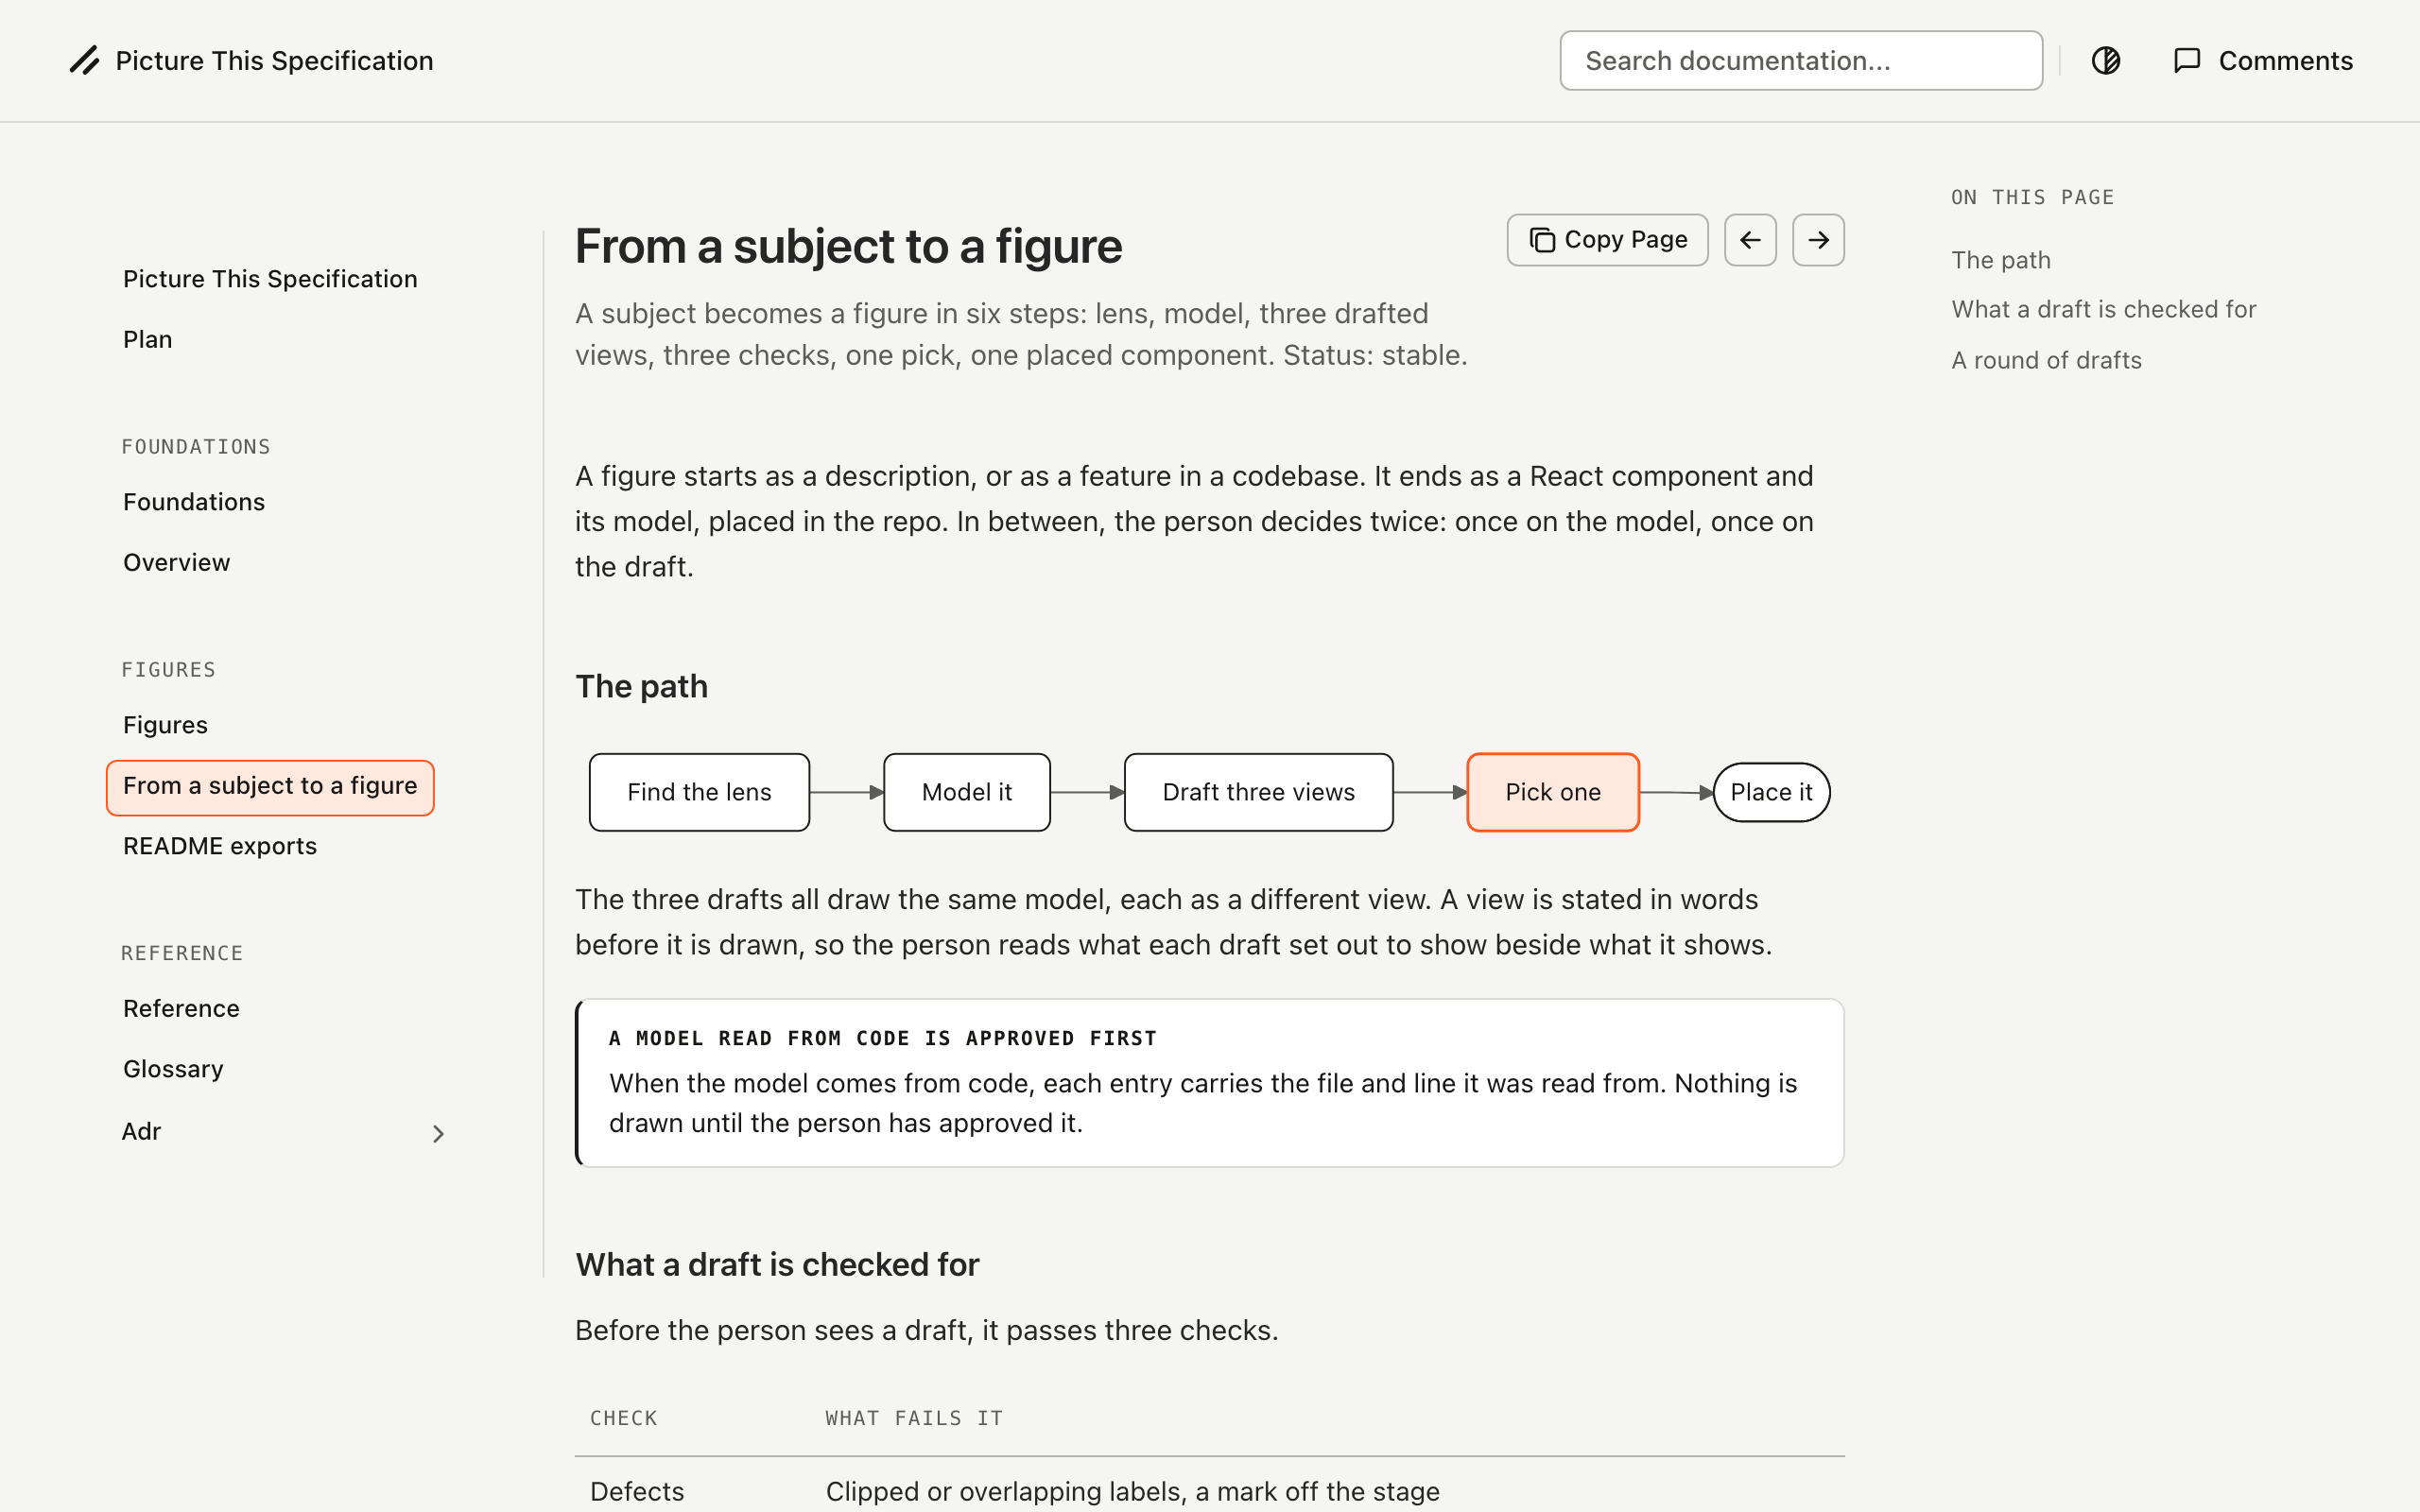 Picture This Specification
Search documentation...
Comments
Picture This Specification
Plan
FOUNDATIONS
Foundations
Overview
FIGURES
Figures
From a subject to a figure
README exports
REFERENCE
Reference
Glossary
Adr
From a subject to a figure
Copy Page
A subject becomes a figure in six steps: lens, model, three drafted
views, three checks, one pick, one placed component. Status: stable.
A figure starts as a description, or as a feature in a codebase. It ends as a React component and
its model, placed in the repo. In between, the person decides twice: once on the model, once on
the draft.
The path
Find the lens
Model it
Draft three views
Pick one
Place it
The three drafts all draw the same model, each as a different view. A view is stated in words
before it is drawn, so the person reads what each draft set out to show beside what it shows.
A MODEL READ FROM CODE IS APPROVED FIRST
When the model comes from code, each entry carries the file and line it was read from. Nothing is
drawn until the person has approved it.
What a draft is checked for
Before the person sees a draft, it passes three checks.
CHECK
WHAT FAILS IT
Defects
Clipped or overlapping labels, a mark off the stage
ON THIS PAGE
The path
What a draft is checked for
A round of drafts